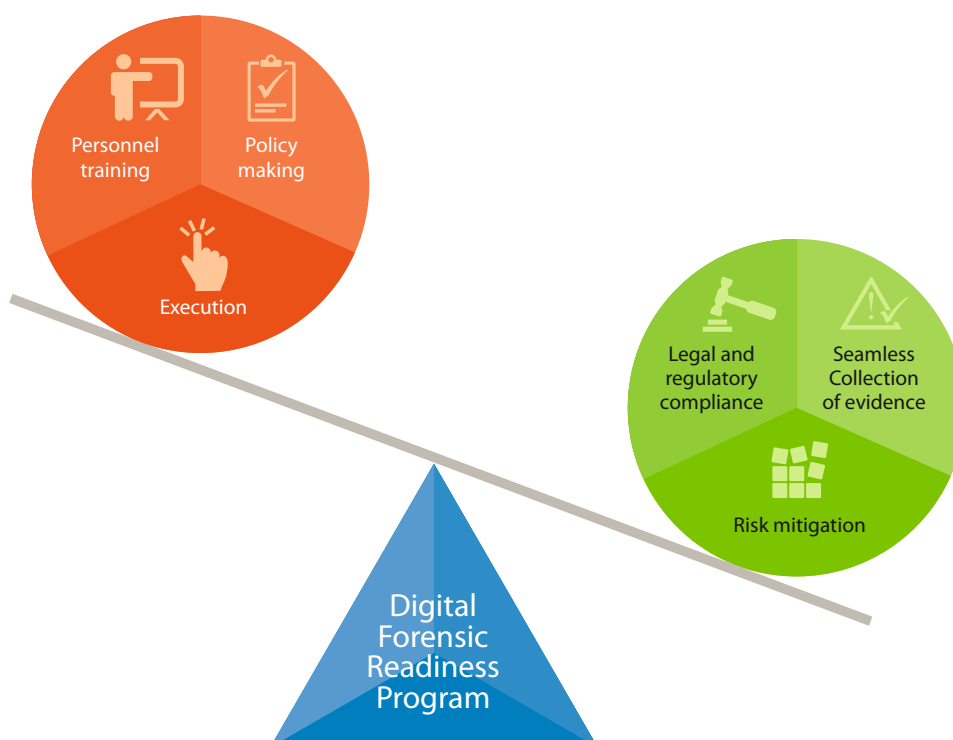 Personnel
training
Policy
making
Execution
Legal and
regulatory
compliance
Seamless
Collection
of evidence
Risk mitigation
Digital
Forensic
Readiness
Program